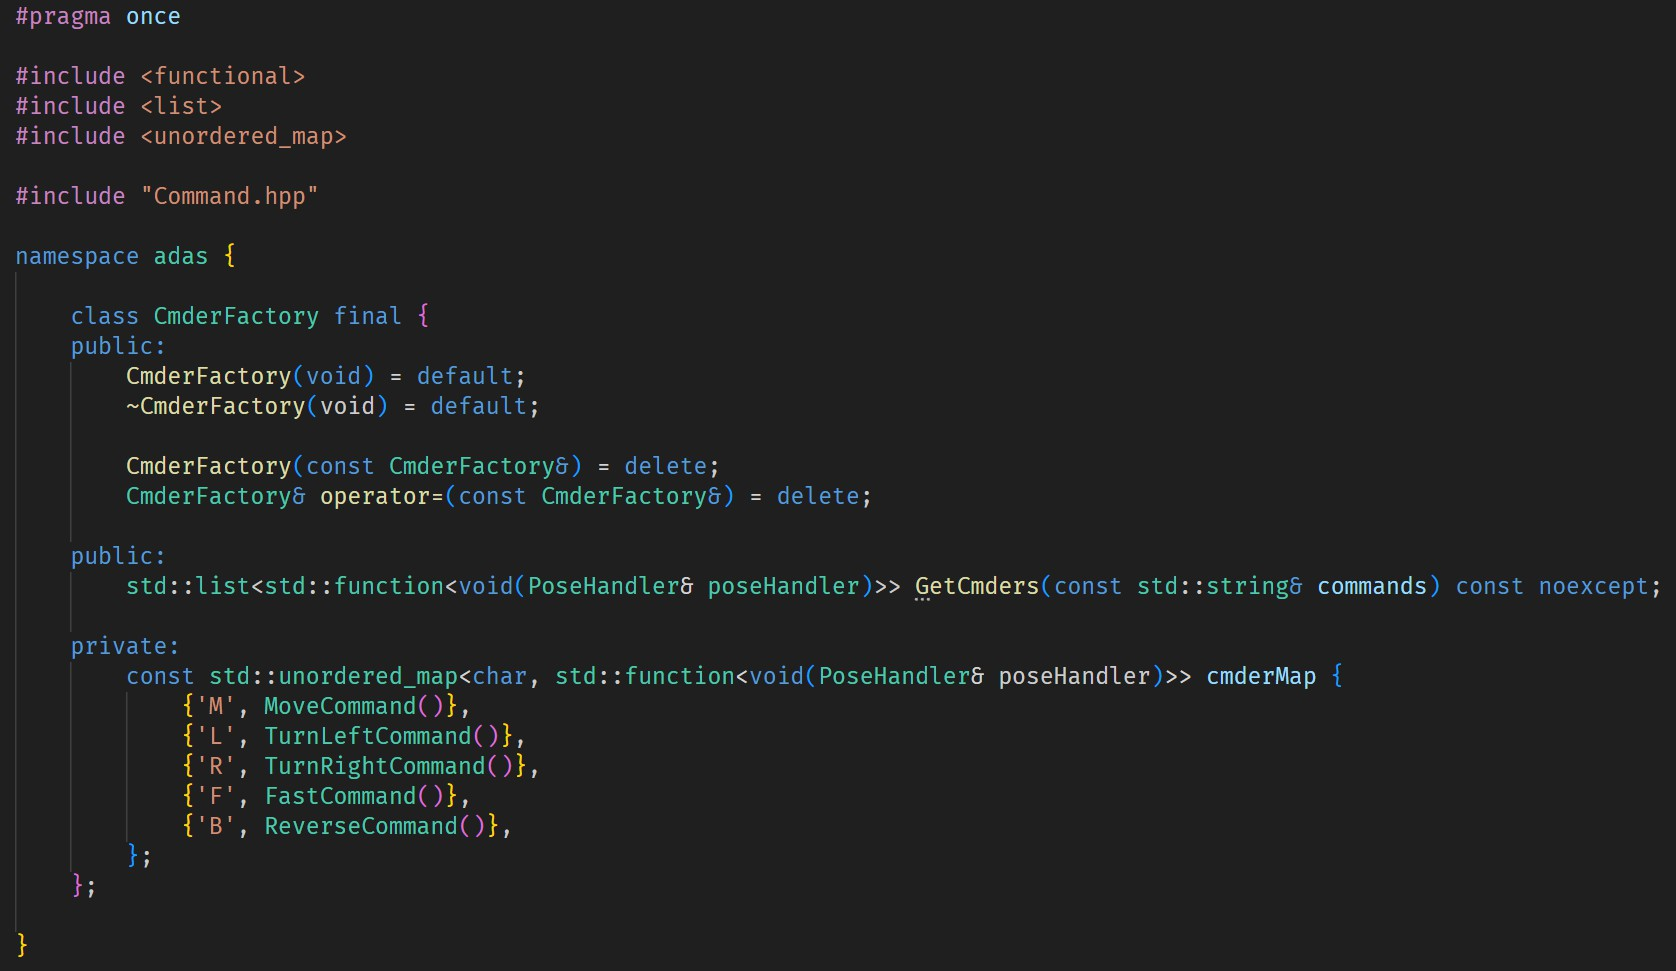 #pragma once
#include <functional>
#include <list>
#include <unordered_map>
#include "Command.hpp"
namespace adas {
class CmderFactory final {
public:
CmderFactory(void) = default;
~CmderFactory(void) = default;
CmderFactory(const CmderFactory&) = delete;
CmderFactory& operator=(const CmderFactory&) = delete;
public:
std::list<std::function<void(PoseHandler& poseHandler)>> GetCmders(const std::string& commands) const noexcept;
private:
const std::unordered_map<char, std::function<void(PoseHandler& poseHandler)>> cmderMap {
{'M', MoveCommand()},
{'L', TurnLeftCommand()},
{'R', TurnRightCommand()},
{'F', FastCommand()},
{'B', ReverseCommand()},
};
};
}